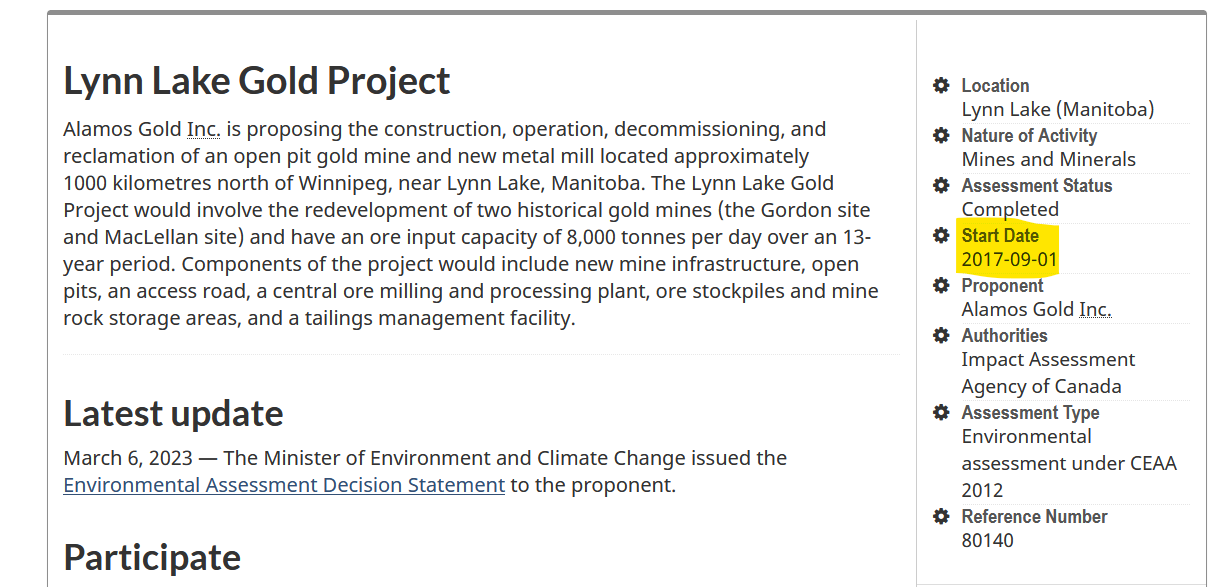 Lynn Lake Gold Project
Alamos Gold Inc. is proposing the construction, operation, decommissioning, and
reclamation of an open pit gold mine and new metal mill located approximately
1000 kilometres north of Winnipeg, near Lynn Lake, Manitoba. The Lynn Lake Gold
Project would involve the redevelopment of two historical gold mines (the Gordon site
and MacLellan site) and have an ore input capacity of 8,000 tonnes per day over an 13-
year period. Components of the project would include new mine infrastructure, open
pits, an access road, a central ore milling and processing plant, ore stockpiles and mine
rock storage areas, and a tailings management facility.
Latest update
March 6, 2023 — The Minister of Environment and Climate Change issued the
Environmental Assessment Decision Statement to the proponent.
Participate
Location
Lynn Lake (Manitoba)
Nature of Activity
Mines and Minerals
Assessment Status
Completed
Start Date
2017-09-01
Proponent
Alamos Gold Inc.
Authorities
Impact Assessment
Agency of Canada
Assessment Type
Environmental
assessment under CEAA
2012
Reference Number
80140